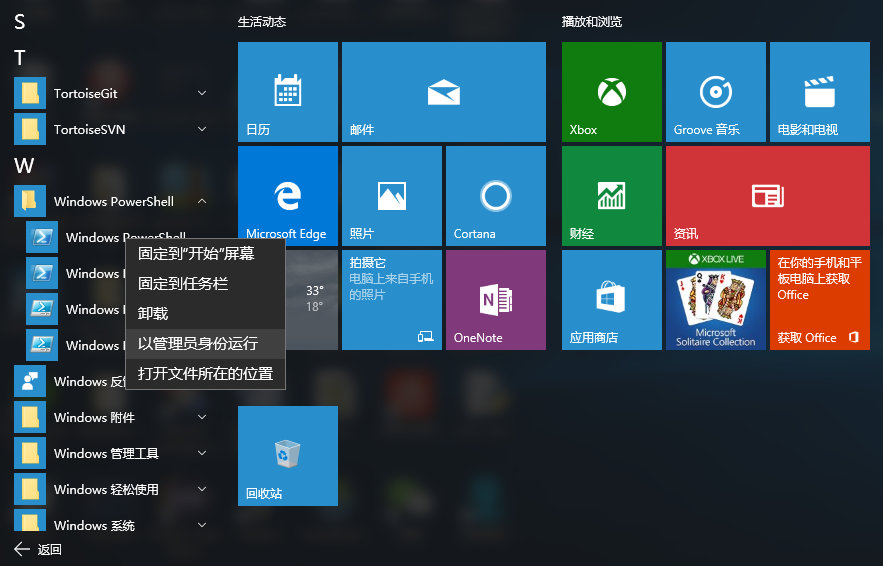 S
T
TortoiseGit
TortoiseSVN
W
Windows PowerShell
Windows PowerShell
Windows
Windows
Windows
Windows 反馈
Windows 附件
Windows 管理工具
Windows 轻松使用
Windows 系统
返回
固定到"开始"屏幕
固定到任务栏
卸载
以管理员身份运行
打开文件所在的位置
生活动态
日历
邮件
Microsoft Edge
照片
Cortana
33°
18°
拍摄它
电脑上来自手机
的照片
OneNote
回收站
播放和浏览
Xbox
Groove 音乐
电影和电视
财经
资讯
应用商店
XBOX LIVE
Microsoft
Solitaire Collection
在你的手机和平
板电脑上获取
Office
获取 Office